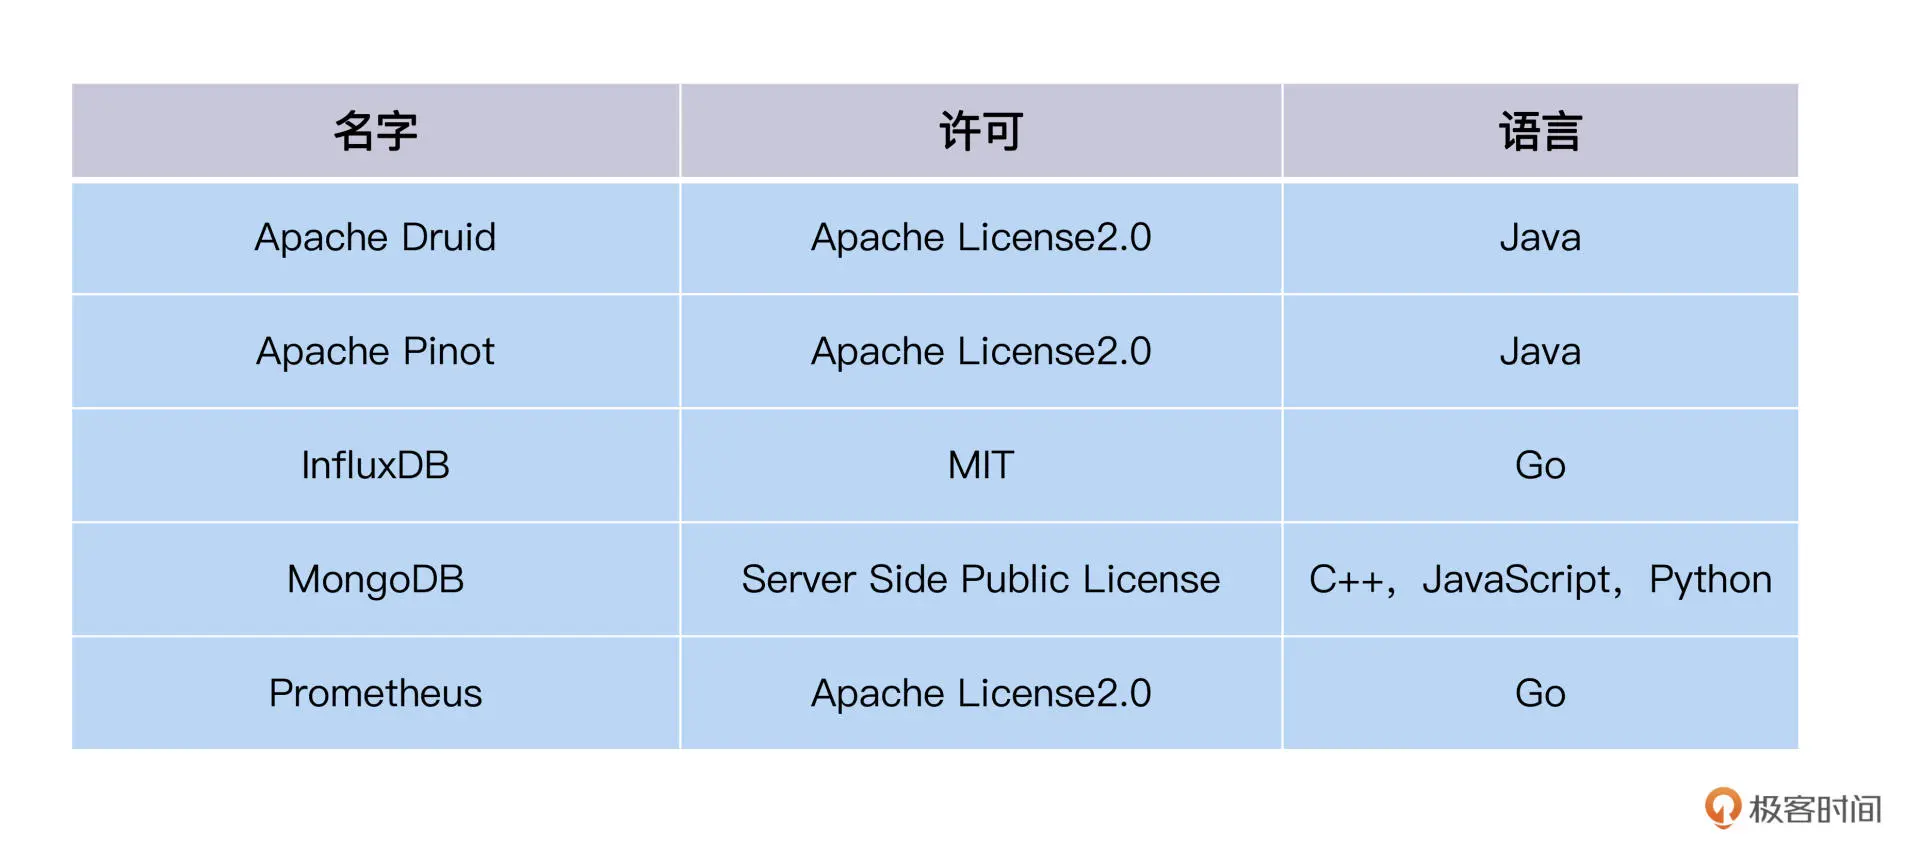 名字 许可 语言
Apache Druid Apache License2.0 Java
Apache Pinot Apache License2.0 Java
InfluxDB MIT Go
MongoDB Server Side Public License C++，JavaScript，Python
Prometheus Apache License2.0 Go
极客时间